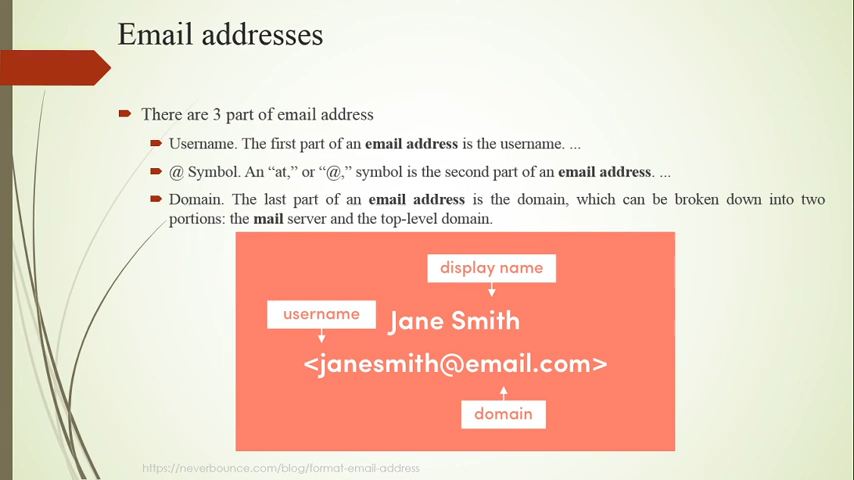 Email addresses
There are 3 part of email address
Username. The first part of an email address is the username. ...
@ Symbol. An “at,” or “@,” symbol is the second part of an email address. ...
Domain. The last part of an email address is the domain, which can be broken down into two
portions: the mail server and the top-level domain.
display name
username
Jane Smith
<janesmith@email.com>
domain
https://neverbounce.com/blog/format-email-address